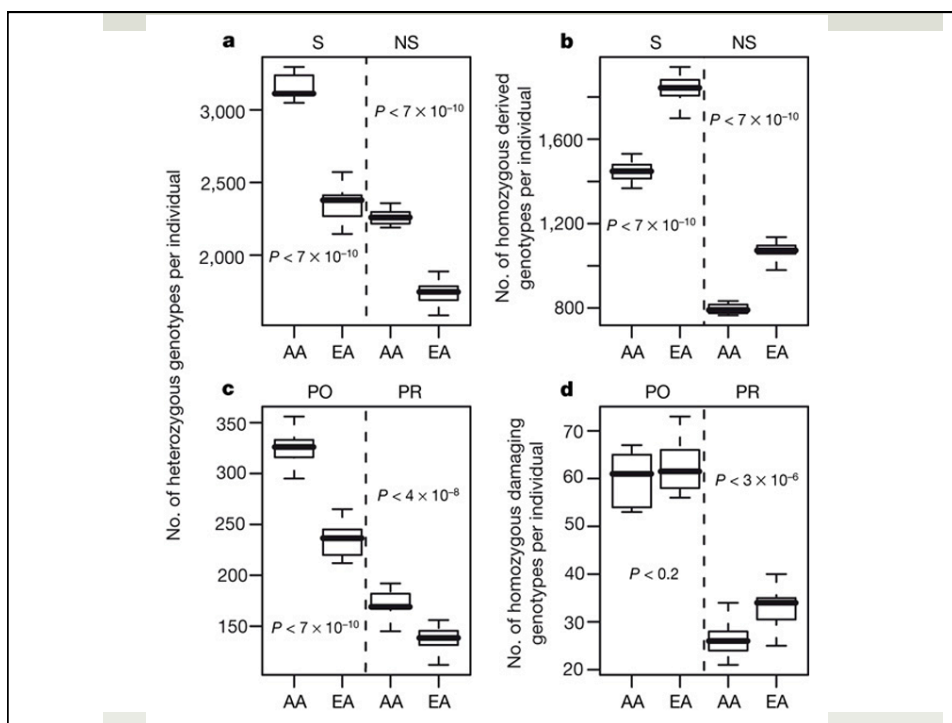 a
S NS
No. of heterozygous genotypes per individual
3,000
2,500
2,000
P < 7 × 10⁻¹⁰
P < 7 × 10⁻¹⁰
AA EA AA EA
b
S NS
No. of homozygous derived
genotypes per individual
1,600
1,200
800
P < 7 × 10⁻¹⁰
P < 7 × 10⁻¹⁰
AA EA AA EA
c
PO PR
350
300
250
200
150
P < 4 × 10⁻⁸
P < 7 × 10⁻¹⁰
AA EA AA EA
d
PO PR
No. of homozygous damaging
genotypes per individual
70
60
50
40
30
20
P < 3 × 10⁻⁶
P < 0.2
AA EA AA EA